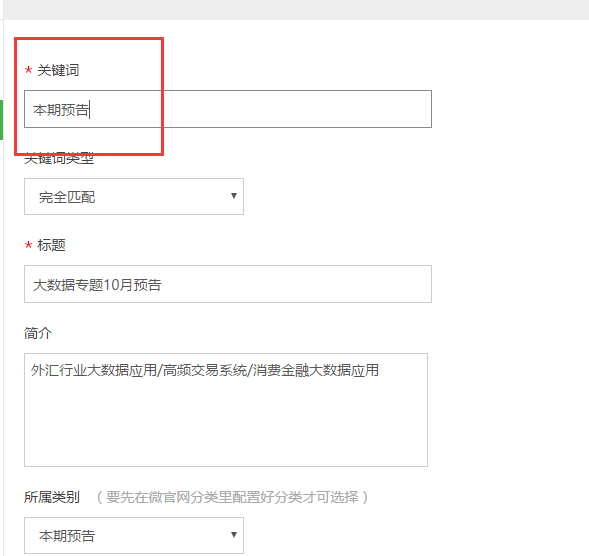 * 关键词
本期预告
关键词类型
完全匹配
* 标题
大数据专题10月预告
简介
外汇行业大数据应用/高频交易系统/消费金融大数据应用
所属类别 （要先在微官网分类里配置好分类才可选择）
本期预告